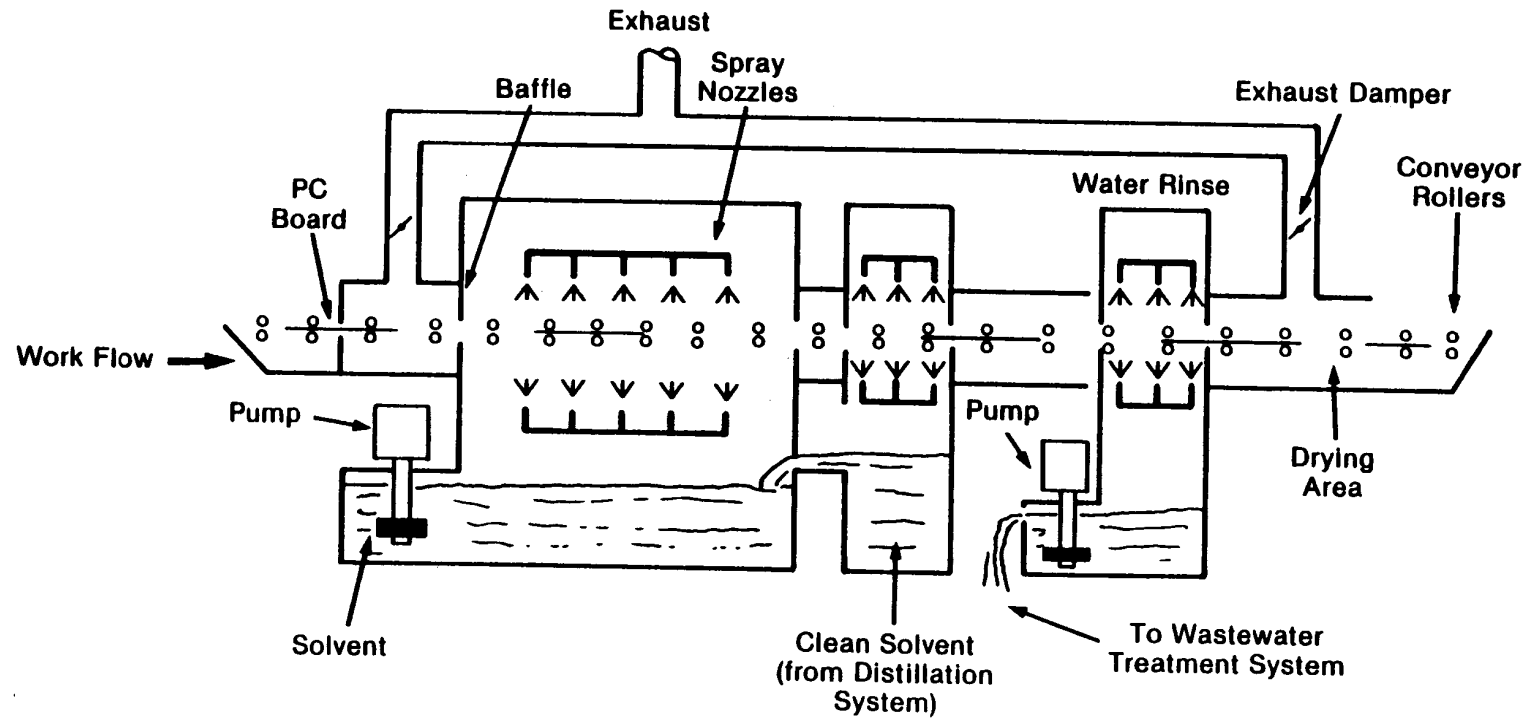 Exhaust
Spray
Nozzles
Baffle
Exhaust Damper
Conveyor
Rollers
PC
Board
Water Rinse
Work Flow
Pump
Pump
Drying
Area
Solvent
Clean Solvent
(from Distillation
System)
To Wastewater
Treatment System